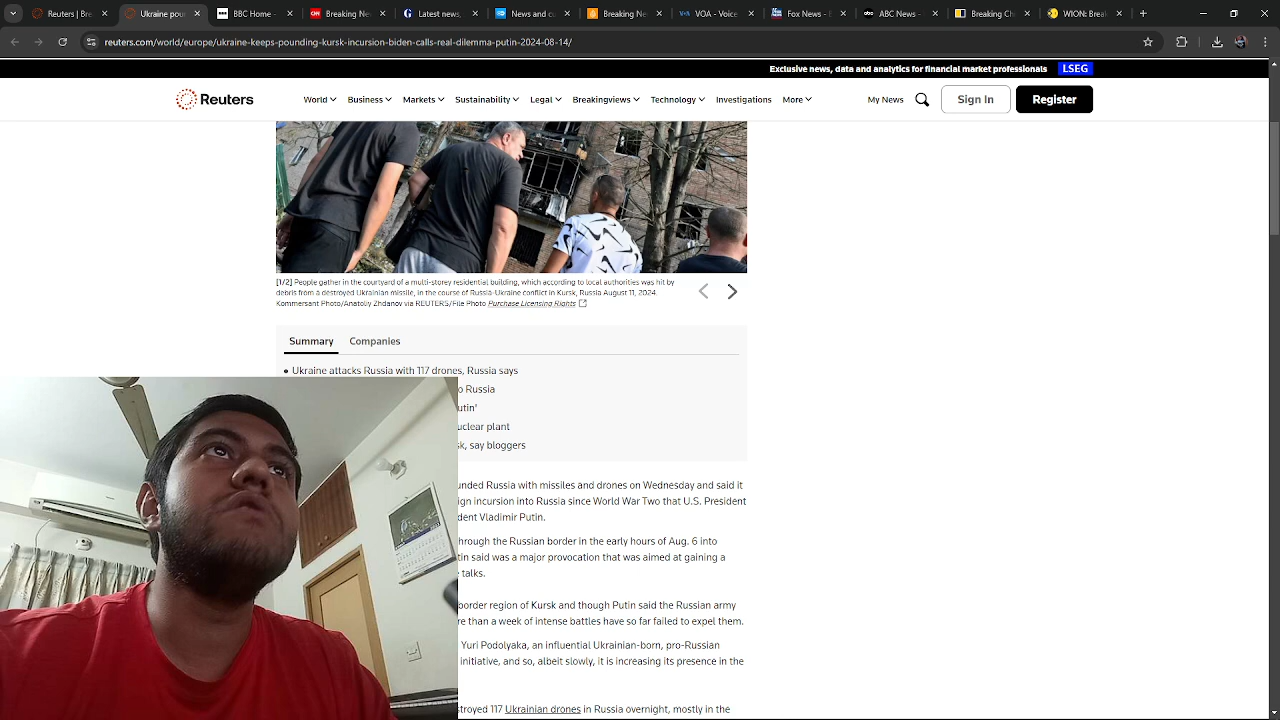 Reuters | Bre
Ukraine pou
BBC Home -
Breaking Ne
Latest news,
News and cu
Breaking Ne
VOA - Voice
Fox News -
ABC News
Breaking Ch
WION: Brea
reuters.com/world/europe/ukraine-keeps-pounding-kursk-incursion-biden-calls-real-dilemma-putin-2024-08-14/
Exclusive news, data and analytics for financial market professionals LSEG
Reuters World Business Markets Sustainability Legal Breakingviews Technology Investigations More My News Sign In Register
[1/2] People gather in the courtyard of a multi-storey residential building, which according to local authorities was hit by
debris from a destroyed Ukrainian missile, in the course of Russia-Ukraine conflict in Kursk, Russia August 11, 2024.
Kommersant Photo/Anatoliy Zhdanov via REUTERS/File Photo Purchase Licensing Rights
Summary Companies
Ukraine attacks Russia with 117 drones, Russia says
o Russia
utin'
uclear plant
sk, say bloggers
unded Russia with missiles and drones on Wednesday and said it
ign incursion into Russia since World War Two that U.S. President
dent Vladimir Putin.
hrough the Russian border in the early hours of Aug. 6 into
tin said was a major provocation that was aimed at gaining a
talks.
border region of Kursk and though Putin said the Russian army
re than a week of intense battles have so far failed to expel them.
Yuri Podolyaka, an influential Ukrainian-born, pro-Russian
initiative, and so, albeit slowly, it is increasing its presence in the
stroyed 117 Ukrainian drones in Russia overnight, mostly in the